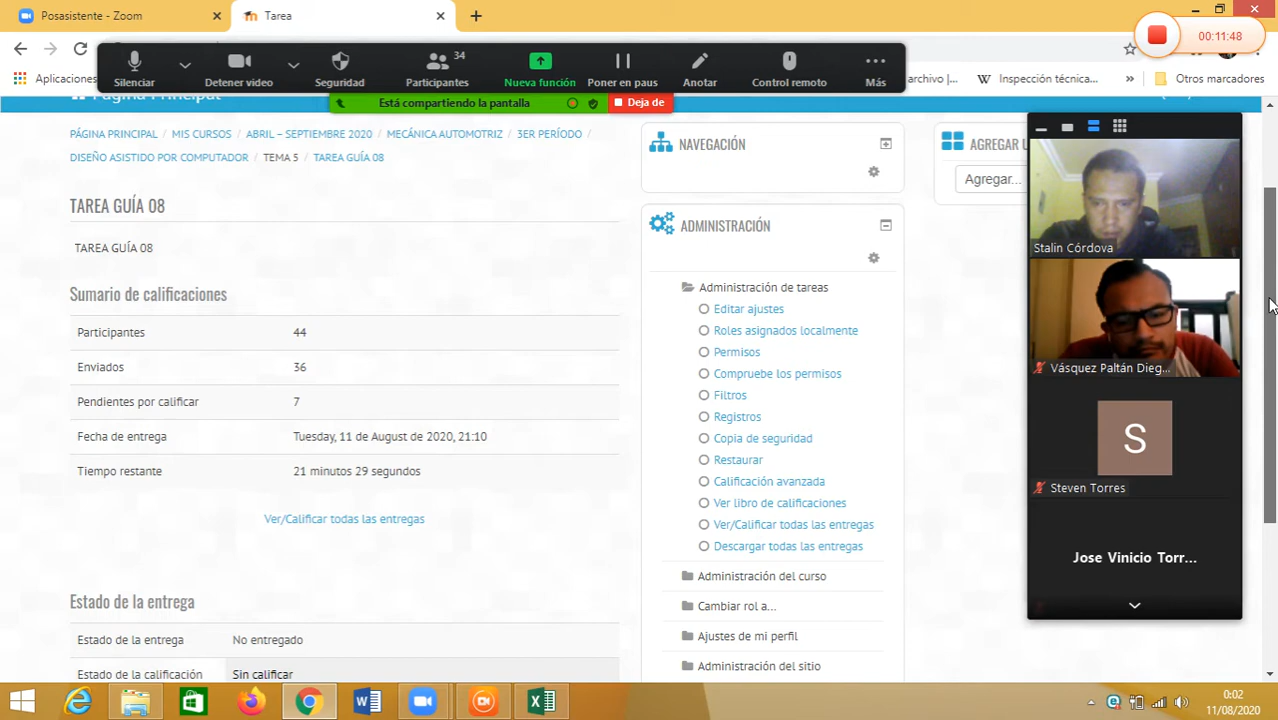 Posasistente - Zoom
Tarea
00:11:48
Silenciar
Detener video
Seguridad
34
Participantes
Nueva función
Poner en paus
Anotar
Control remoto
Más
Aplicaciones
archivo |...
Inspección técnica...
»
Otros marcadores
Está compartiendo la pantalla
Deja de
Página Principal
PÁGINA PRINCIPAL / MIS CURSOS / ABRIL – SEPTIEMBRE 2020 / MECÁNICA AUTOMOTRIZ / 3ER PERÍODO /
DISEÑO ASISTIDO POR COMPUTADOR / TEMA 5 / TAREA GUÍA 08
TAREA GUÍA 08
TAREA GUÍA 08
Sumario de calificaciones
Participantes 44
Enviados 36
Pendientes por calificar 7
Fecha de entrega Tuesday, 11 de August de 2020, 21:10
Tiempo restante 21 minutos 29 segundos
Ver/Calificar todas las entregas
Estado de la entrega
Estado de la entrega No entregado
Estado de la calificación Sin calificar
NAVEGACIÓN
ADMINISTRACIÓN
Administración de tareas
Editar ajustes
Roles asignados localmente
Permisos
Compruebe los permisos
Filtros
Registros
Copia de seguridad
Restaurar
Calificación avanzada
Ver libro de calificaciones
Ver/Calificar todas las entregas
Descargar todas las entregas
Administración del curso
Cambiar rol a...
Ajustes de mi perfil
Administración del sitio
AGREGAR
Agregar...
Stalin Córdova
Vásquez Paltán Dieg...
S
Steven Torres
Jose Vinicio Torr...
0:02
11/08/2020